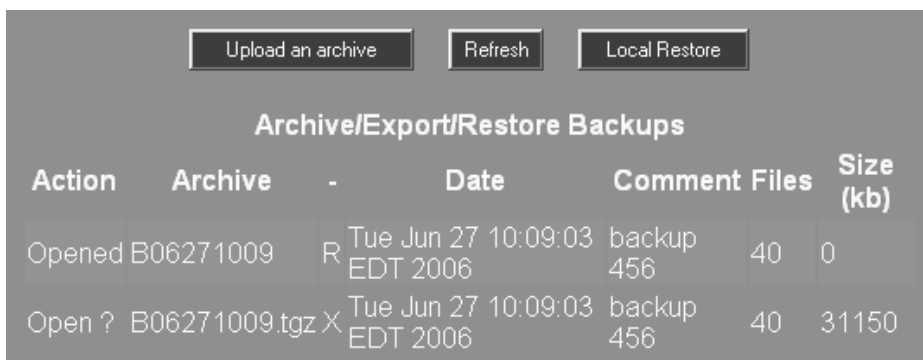 Upload an archive Refresh Local Restore
Archive/Export/Restore Backups
Action Archive - Date Comment Files Size (kb)
Opened B06271009 R Tue Jun 27 10:09:03 EDT 2006 backup 456 40 0
Open ? B06271009.tgz X Tue Jun 27 10:09:03 EDT 2006 backup 456 40 31150